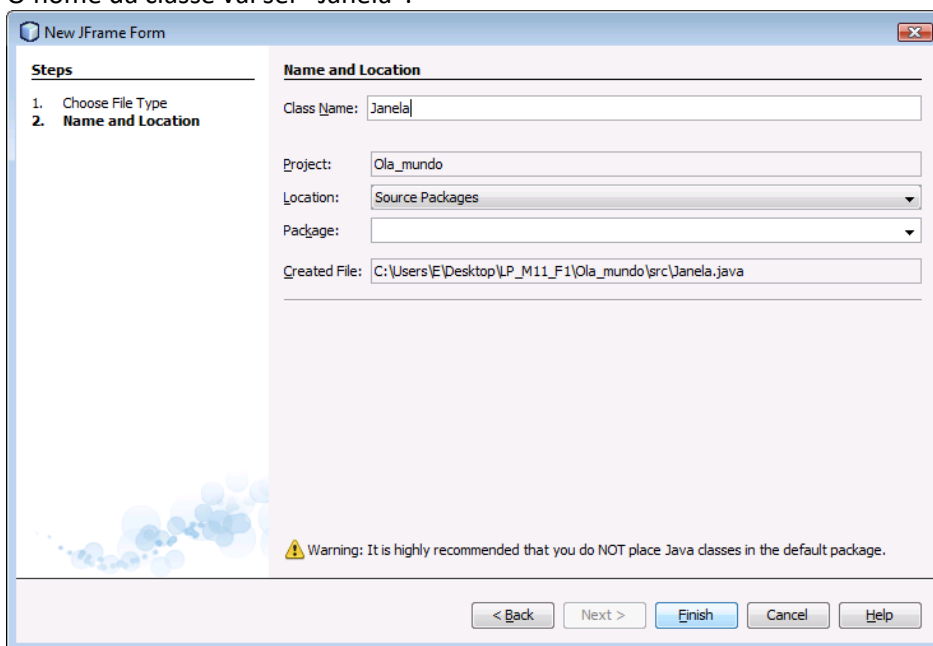 O nome da classe vai ser "Janela".
New JFrame Form
Steps
1. Choose File Type
2. Name and Location
Name and Location
Class Name: Janela
Project: Ola_mundo
Location: Source Packages
Package:
Created File: C:\Users\E\Desktop\LP_M11_F1\Ola_mundo\src\Janela.java
Warning: It is highly recommended that you do NOT place Java classes in the default package.
< Back Next > Finish Cancel Help